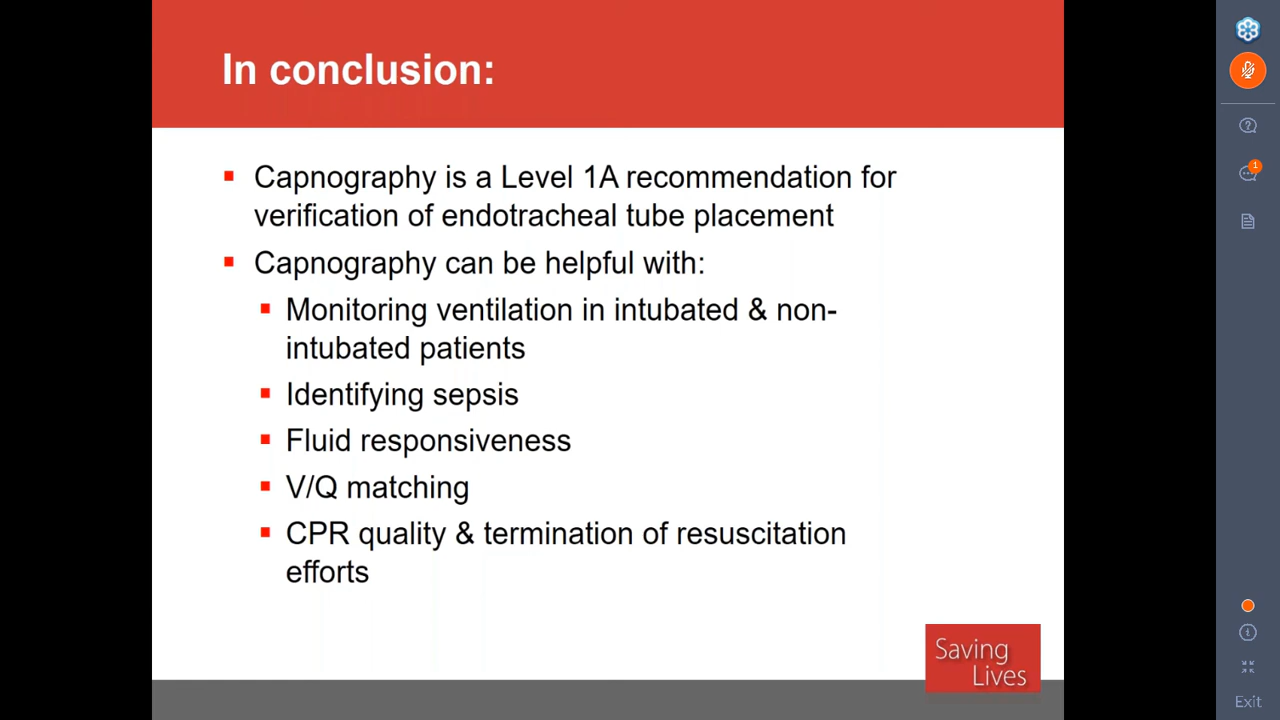 In conclusion:
Capnography is a Level 1A recommendation for
verification of endotracheal tube placement
Capnography can be helpful with:
Monitoring ventilation in intubated & non-
intubated patients
Identifying sepsis
Fluid responsiveness
V/Q matching
CPR quality & termination of resuscitation
efforts
Saving
Lives
1
Exit